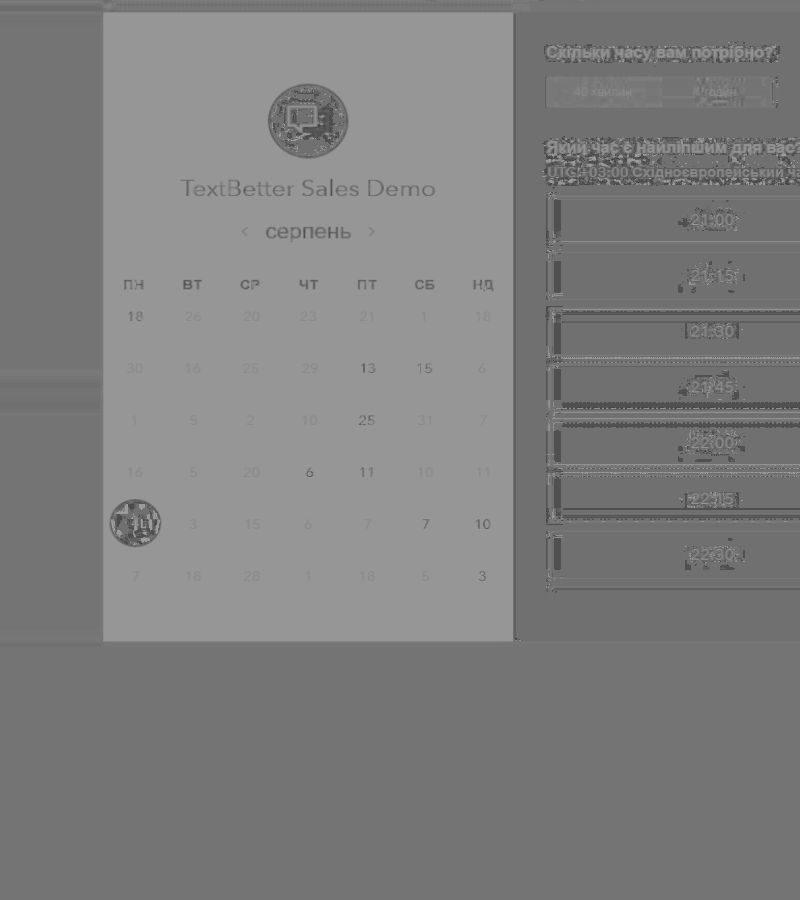 TextBetter Sales Demo
‹ серпень ›
ПН ВТ СР ЧТ ПТ СБ НД
18 26 20 23 21 1 18
30 16 25 29 13 15 6
1 5 2 10 25 31 7
16 5 20 6 11 10 11
3 15 6 7 7 10
7 18 28 1 18 5 3
Скільки часу вам потрібно?
хвилин годин
Який час є найліпшим для вас?
UTC+03:00 Східноєвропейський ча
21:00
21:15
21:30
21:45
22:00
22:15
22:30